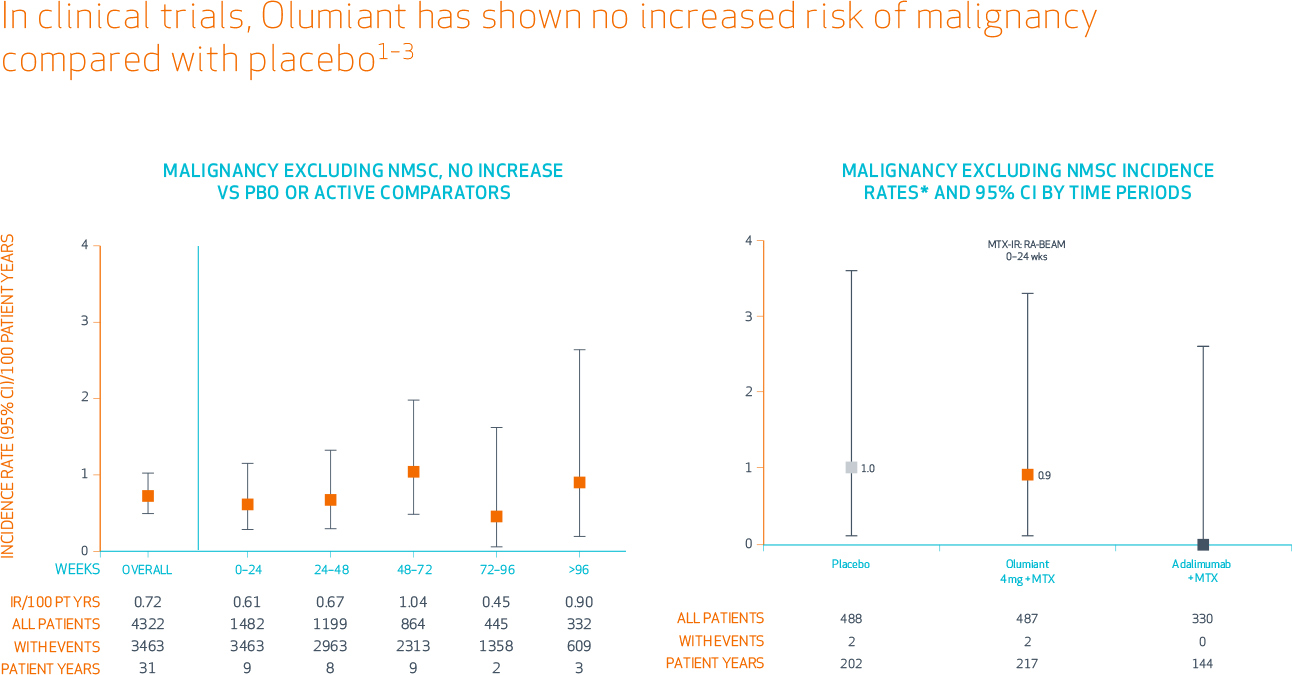 In clinical trials, Olumiant has shown no increased risk of malignancy
compared with placebo1–3
MALIGNANCY EXCLUDING NMSC, NO INCREASE
VS PBO OR ACTIVE COMPARATORS
INCIDENCE RATE (95% CI)/100 PATIENT YEARS
4
3
2
1
0
WEEKS OVERALL 0–24 24–48 48–72 72–96 >96
IR/100 PT YRS 0.72 0.61 0.67 1.04 0.45 0.90
ALL PATIENTS 4322 1482 1199 864 445 332
WITH EVENTS 3463 3463 2963 2313 1358 609
PATIENT YEARS 31 9 8 9 2 3
MALIGNANCY EXCLUDING NMSC INCIDENCE
RATES* AND 95% CI BY TIME PERIODS
MTX-IR: RA-BEAM
0–24 wks
4
3
2
1
0
1.0
0.9
Placebo Olumiant Adalimumab
4 mg + MTX + MTX
ALL PATIENTS 488 487 330
WITH EVENTS 2 2 0
PATIENT YEARS 202 217 144